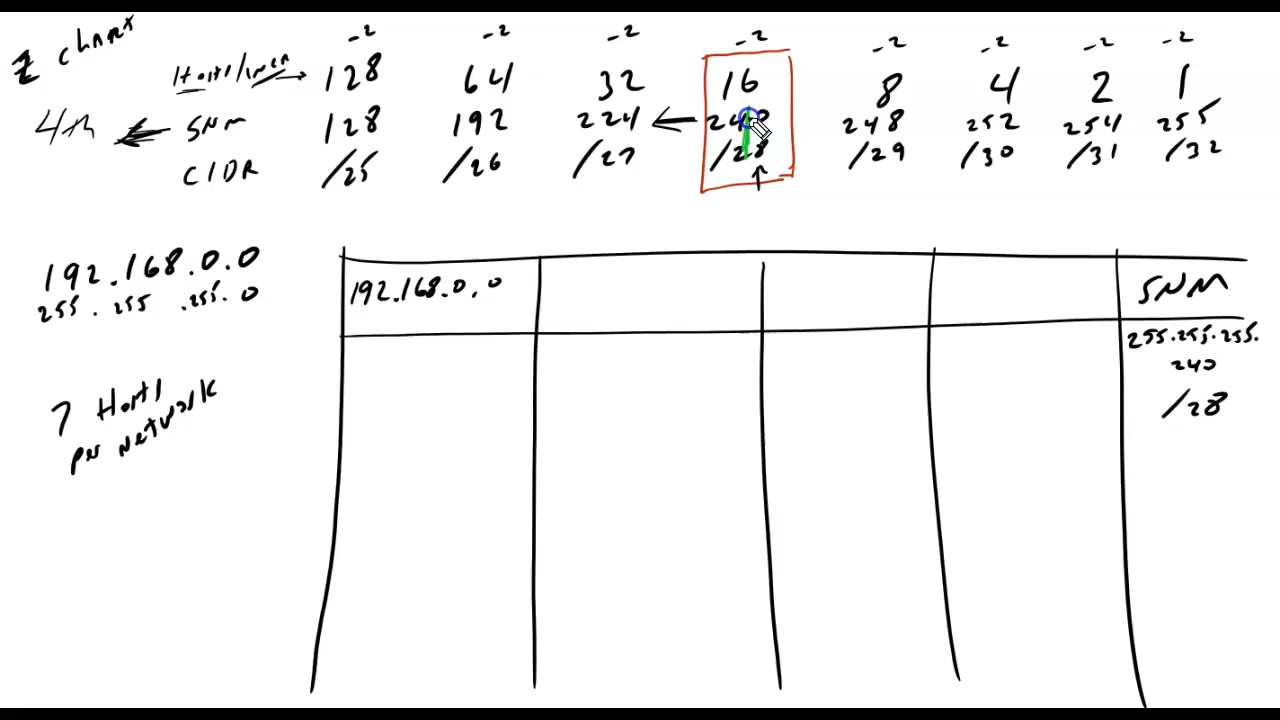 Z chart
-2 -2 -2 -2 -2 -2 -2 -2
Hosts/incr → 128 64 32 16 8 4 2 1
4th ← SNM 128 192 224 ← 240 248 252 254 255
CIDR /25 /26 /27 /28 /29 /30 /31 /32
192.168.0.0
255.255.255.0
7 Hosts
per network
192.168.0.0 SNM
255.255.255.
240
/28